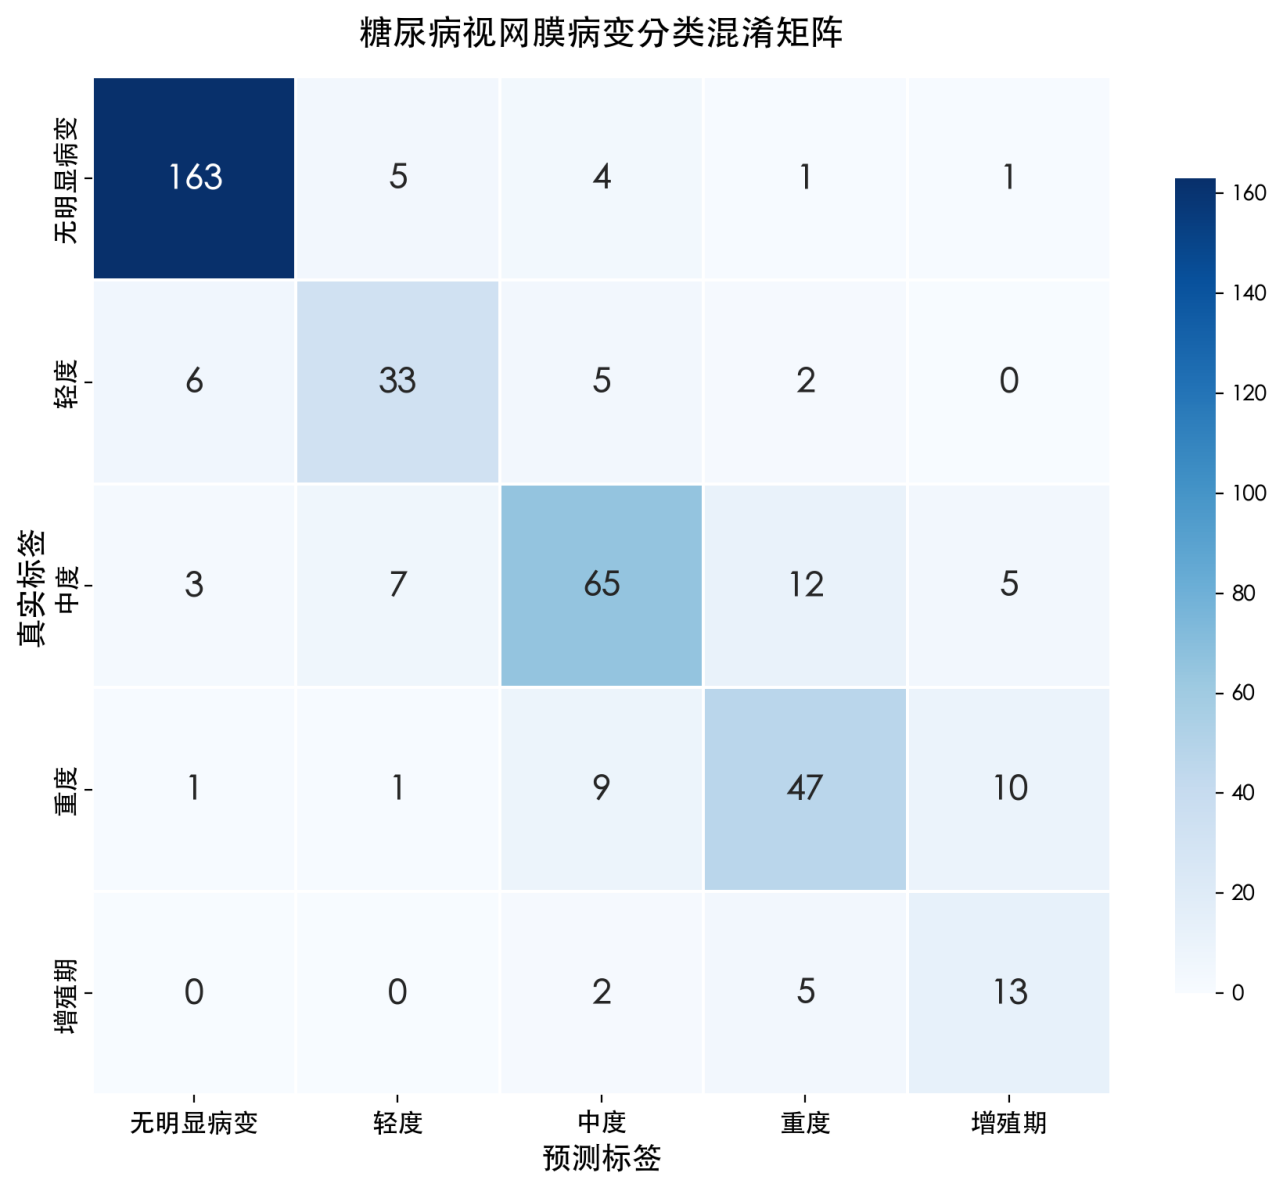 糖尿病视网膜病变分类混淆矩阵
真实标签
无明显病变 163 5 4 1 1
轻度 6 33 5 2 0
中度 3 7 65 12 5
重度 1 1 9 47 10
增殖期 0 0 2 5 13
无明显病变 轻度 中度 重度 增殖期
预测标签
160
140
120
100
80
60
40
20
0